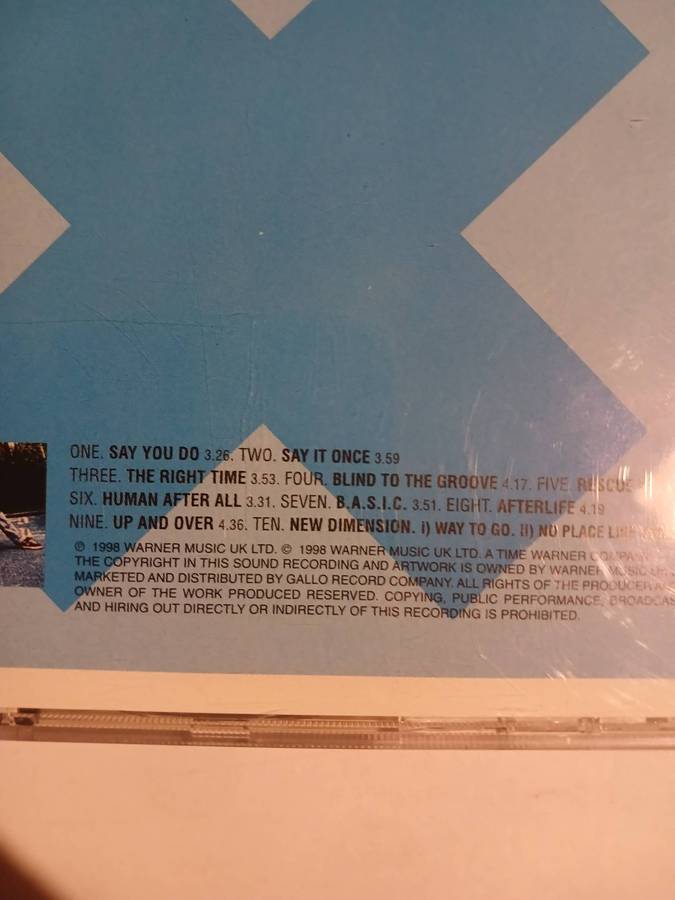 ONE. SAY YOU DO 3.26. TWO. SAY IT ONCE 3.59
THREE. THE RIGHT TIME 3.53. FOUR. BLIND TO THE GROOVE 4.17. FIVE. RESCUE
SIX. HUMAN AFTER ALL 3.31. SEVEN. B.A.S.I.C. 3.51. EIGHT. AFTERLIFE 4.19
NINE. UP AND OVER 4.36. TEN. NEW DIMENSION. i) WAY TO GO. ii) NO PLACE
℗ 1998 WARNER MUSIC UK LTD. © 1998 WARNER MUSIC UK LTD. A TIME WARNER COMPANY
THE COPYRIGHT IN THIS SOUND RECORDING AND ARTWORK IS OWNED BY WARNER MUSIC UK
MARKETED AND DISTRIBUTED BY GALLO RECORD COMPANY. ALL RIGHTS OF THE PRODUCER
OWNER OF THE WORK PRODUCED RESERVED. COPYING, PUBLIC PERFORMANCE, BROADCAS
AND HIRING OUT DIRECTLY OR INDIRECTLY OF THIS RECORDING IS PROHIBITED.